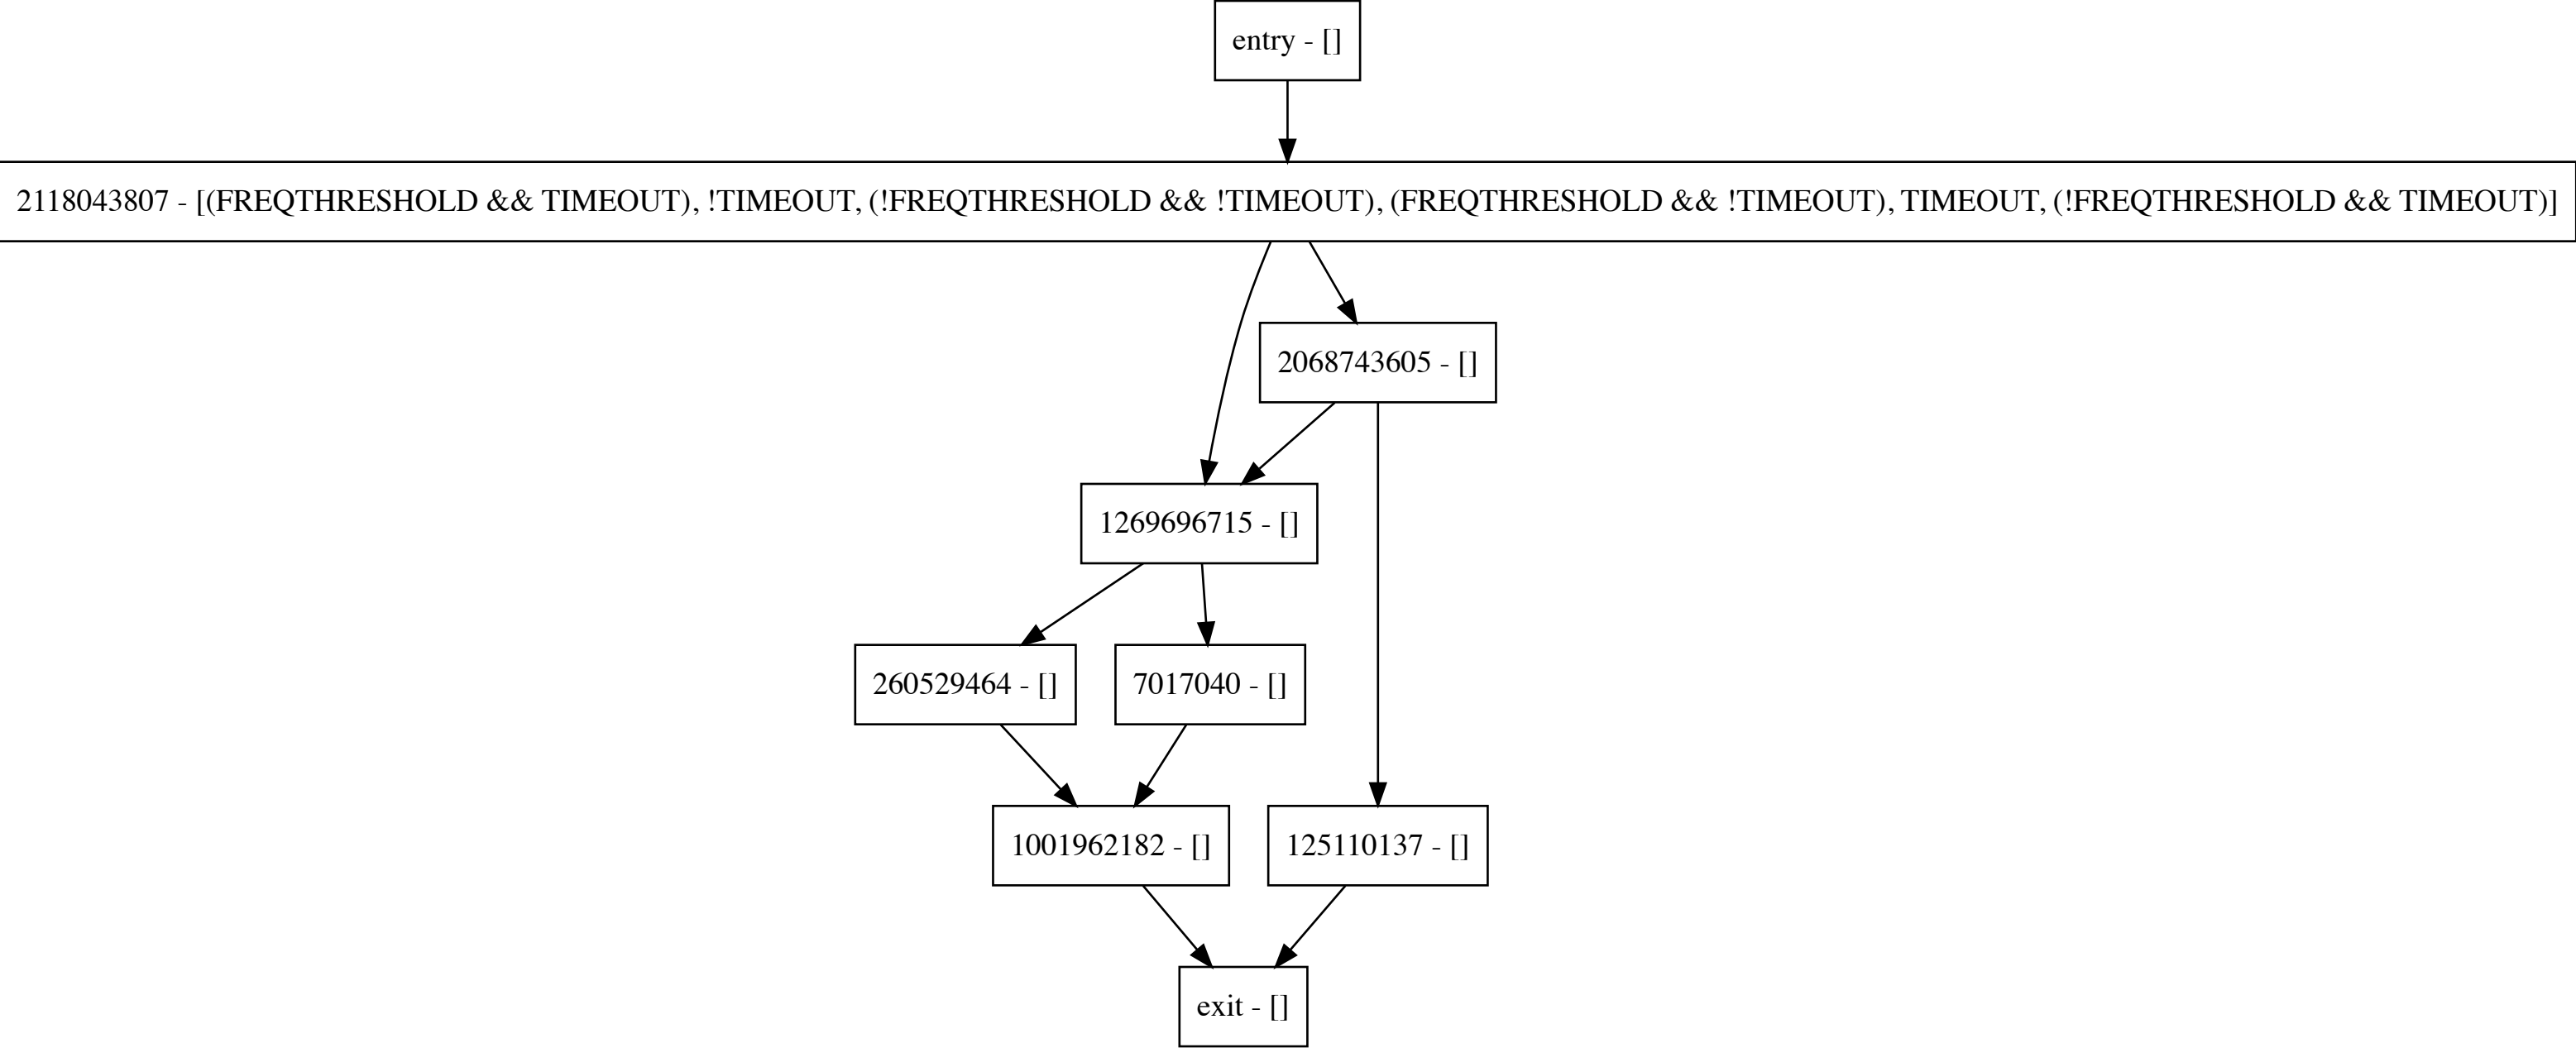 entry - []
2118043807 - [(FREQTHRESHOLD && TIMEOUT), !TIMEOUT, (!FREQTHRESHOLD && !TIMEOUT), (FREQTHRESHOLD && !TIMEOUT), TIMEOUT, (!FREQTHRESHOLD && TIMEOUT)]
2068743605 - []
1269696715 - []
260529464 - []
7017040 - []
1001962182 - []
125110137 - []
exit - []